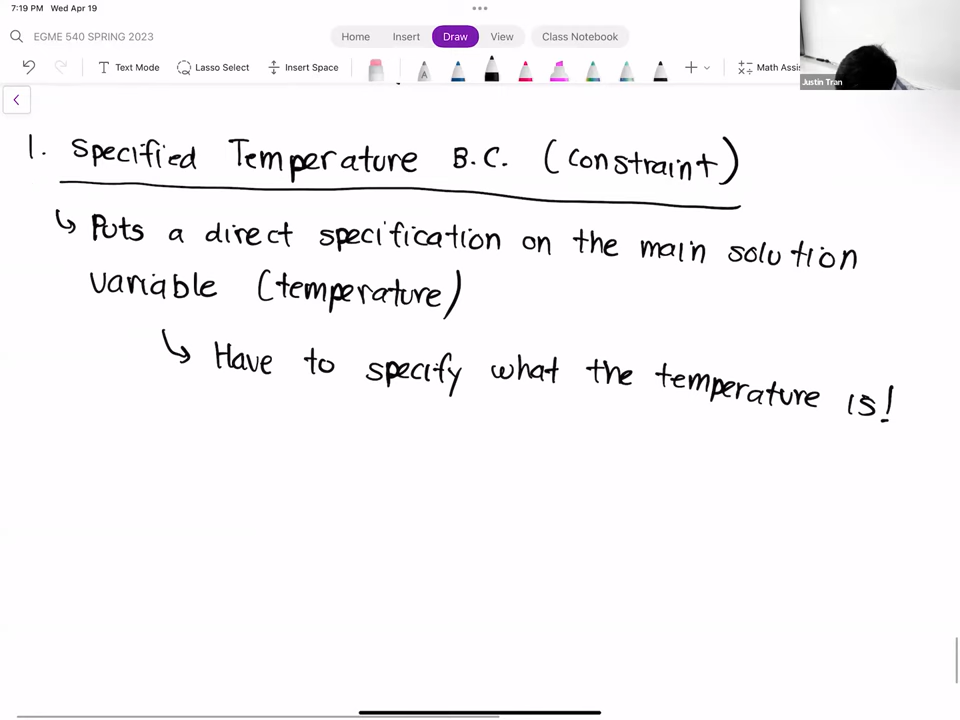 7:19 PM Wed Apr 19
EGME 540 SPRING 2023
Home Insert Draw View Class Notebook
Text Mode Lasso Select Insert Space Math Assis
Justin Tran
1. Specified Temperature B.C. (constraint)
↳ Puts a direct specification on the main solution
variable (temperature)
↳ Have to specify what the temperature is!